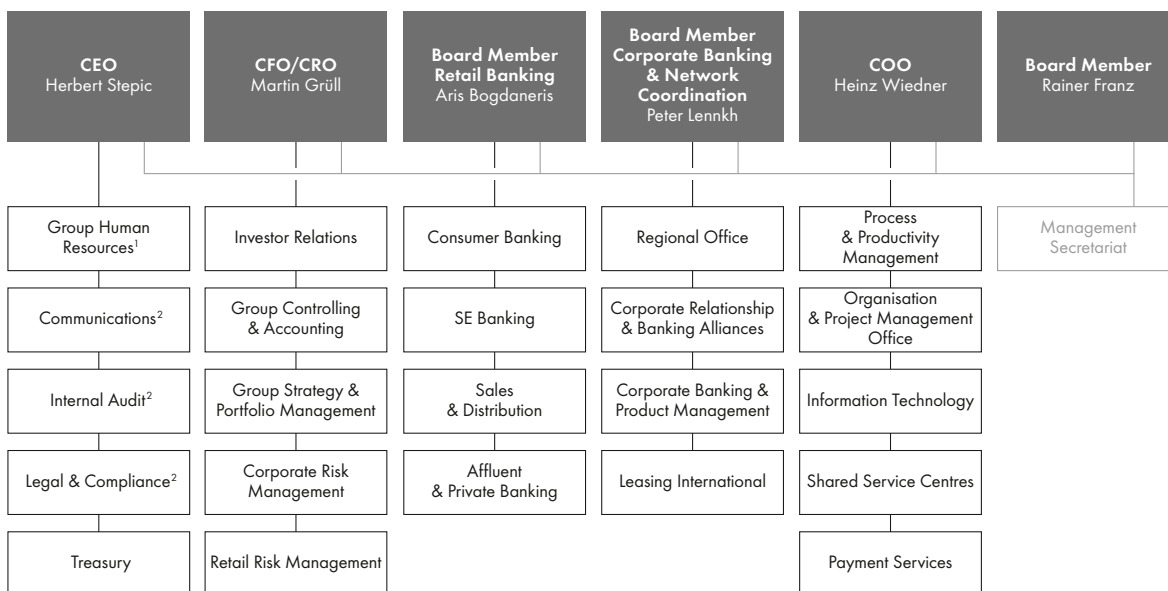 CEO
Herbert Stepic
CFO/CRO
Martin Grüll
Board Member
Retail Banking
Aris Bogdaneris
Board Member
Corporate Banking
& Network
Coordination
Peter Lennkh
COO
Heinz Wiedner
Board Member
Rainer Franz
Group Human
Resources¹
Communications²
Internal Audit²
Legal & Compliance²
Treasury
Investor Relations
Group Controlling
& Accounting
Group Strategy &
Portfolio Management
Corporate Risk
Management
Retail Risk Management
Consumer Banking
SE Banking
Sales
& Distribution
Affluent
& Private Banking
Regional Office
Corporate Relationship
& Banking Alliances
Corporate Banking &
Product Management
Leasing International
Process
& Productivity
Management
Organisation
& Project Management
Office
Information Technology
Shared Service Centres
Payment Services
Management
Secretariat